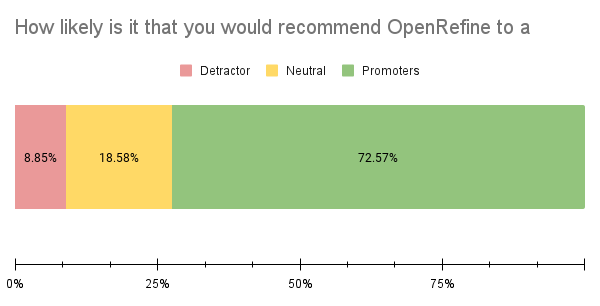 How likely is it that you would recommend OpenRefine to a
Detractor Neutral Promoters
8.85% 18.58% 72.57%
0% 25% 50% 75%